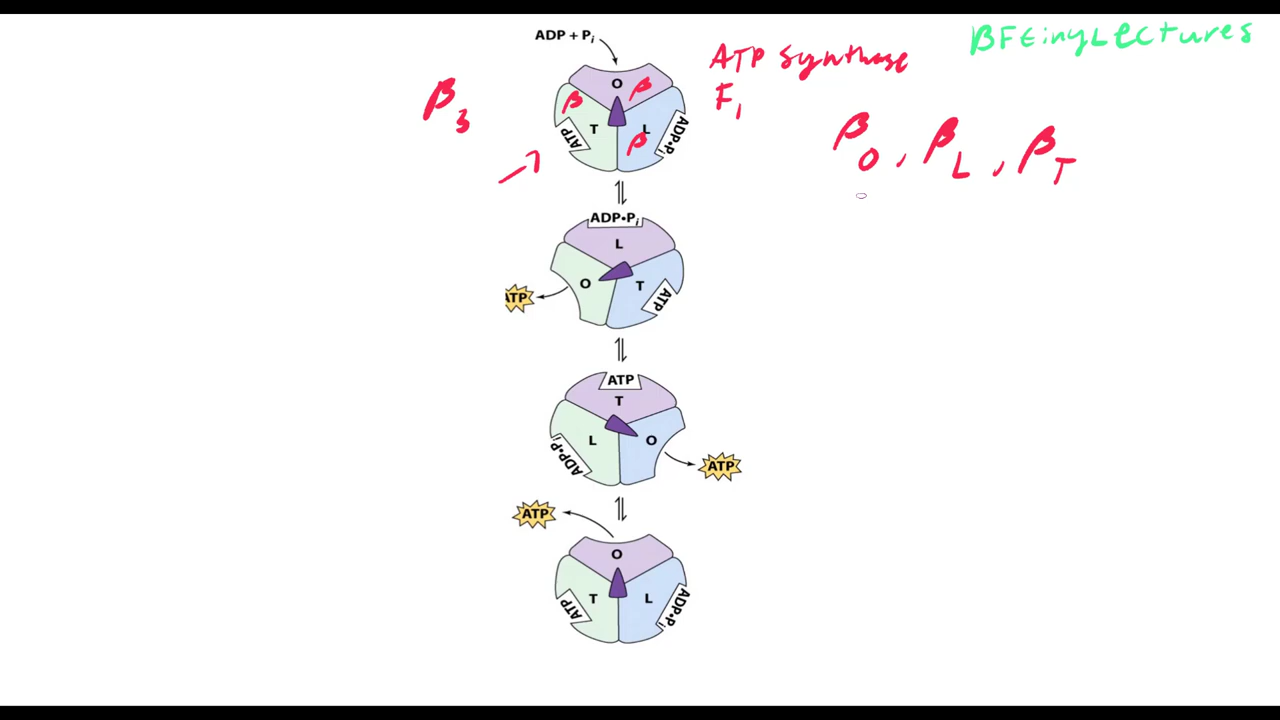 BFEinyLectures
ADP + Pi
ATP Synthase
F1
β3
βO, βL, βT
O
β
β
T
L
β
ATP
ADP•Pi
ADP•Pi
L
O
T
ATP
ATP
ATP
T
L
O
ADP•Pi
ATP
ATP
O
T
L
ATP
ADP•Pi